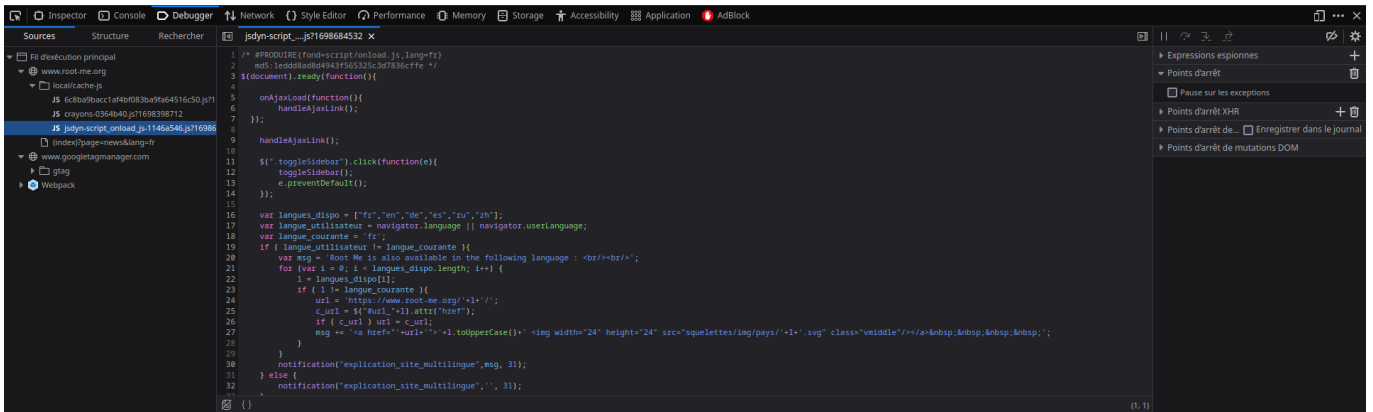 Inspector Console Debugger Network Style Editor Performance Memory Storage Accessibility Application AdBlock
Sources Structure Rechercher
Fil d'exécution principal
www.root-me.org
local/cache-js
JS 6c8ba9bacc1af4bf083ba9fa64516c50.js?1
JS crayons-0364b40.js?1698398712
JS jsdyn-script_onload_js-1146a546.js?16986
(index)?page=news&lang=fr
www.googletagmanager.com
gtag
Webpack
jsdyn-script_....js?1698684532
1 /* #PRODUIRE{fond=script/onload.js,lang=fr}
2 md5:1eddd8ad8d4943f565325c3d7836cffe */
3 $(document).ready(function(){
4
5 onAjaxLoad(function(){
6 handleAjaxLink();
7 });
8
9 handleAjaxLink();
10
11 $(".toggleSidebar").click(function(e){
12 toggleSidebar();
13 e.preventDefault();
14 });
15
16 var langues_dispo = ["fr","en","de","es","ru","zh"];
17 var langue_utilisateur = navigator.language || navigator.userLanguage;
18 var langue_courante = 'fr';
19 if ( langue_utilisateur != langue_courante ){
20 var msg = 'Root Me is also available in the following language : <br/><br/>';
21 for (var i = 0; i < langues_dispo.length; i++) {
22 l = langues_dispo[i];
23 if ( l != langue_courante ){
24 url = 'https://www.root-me.org/'+l+'/';
25 c_url = $("#url_"+l).attr("href");
26 if ( c_url ) url = c_url;
27 msg += '<a href="'+url+'">'+l.toUpperCase()+' <img width="24" height="24" src="squelettes/img/pays/'+l+'.svg" class="vmiddle"/></a>&nbsp;&nbsp;&nbsp;&nbsp;';
28 }
29 }
30 notification("explication_site_multilingue",msg, 31);
31 } else {
32 notification("explication_site_multilingue",'', 31);
{ } (1, 1)
Expressions espionnes
Points d'arrêt
Pause sur les exceptions
Points d'arrêt XHR
Points d'arrêt de... Enregistrer dans le journal
Points d'arrêt de mutations DOM